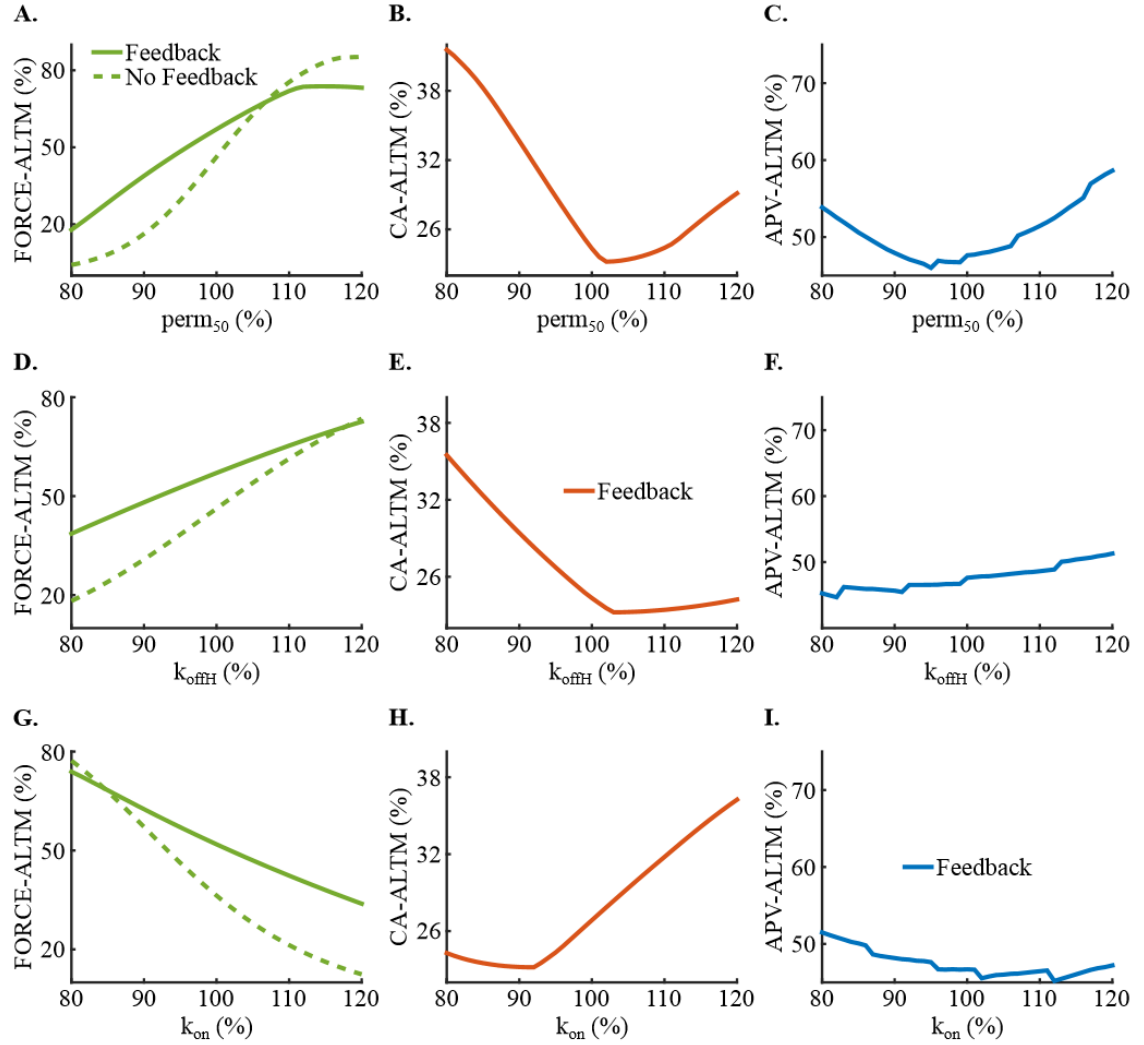 A.
B.
C.
Feedback
No Feedback
FORCE-ALTM (%)
80
50
20
80 90 100 110 120
perm50 (%)
CA-ALTM (%)
38
32
26
80 90 100 110 120
perm50 (%)
APV-ALTM (%)
70
60
50
80 90 100 110 120
perm50 (%)
D.
E.
F.
FORCE-ALTM (%)
80
50
20
80 90 100 110 120
koffH (%)
CA-ALTM (%)
38
32
26
Feedback
80 90 100 110 120
koffH (%)
APV-ALTM (%)
70
60
50
80 90 100 110 120
koffH (%)
G.
H.
I.
FORCE-ALTM (%)
80
50
20
80 90 100 110 120
kon (%)
CA-ALTM (%)
38
32
26
80 90 100 110 120
kon (%)
APV-ALTM (%)
70
60
50
Feedback
80 90 100 110 120
kon (%)